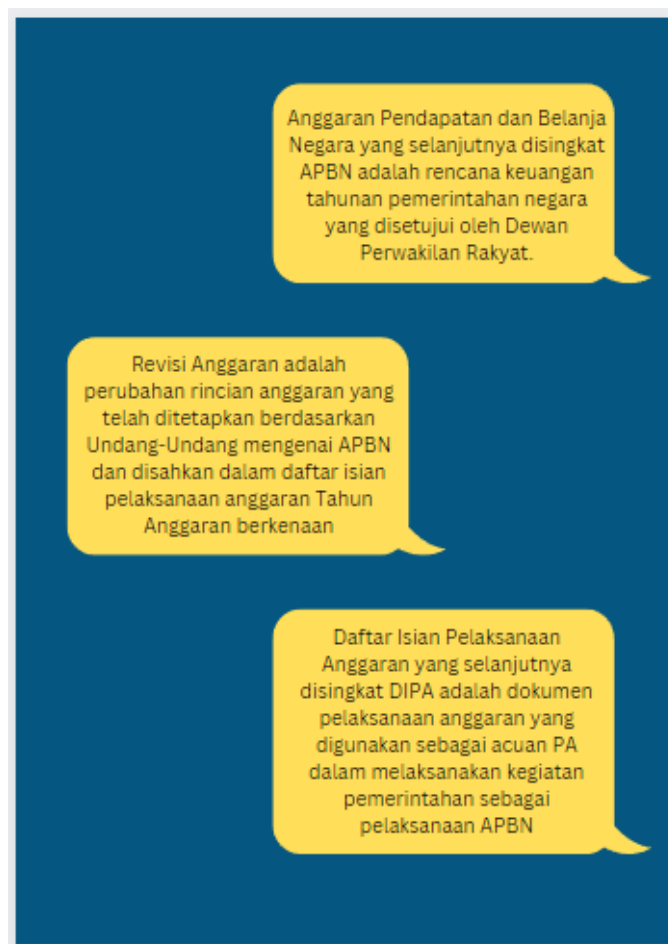 Anggaran Pendapatan dan Belanja
Negara yang selanjutnya disingkat
APBN adalah rencana keuangan
tahunan pemerintahan negara
yang disetujui oleh Dewan
Perwakilan Rakyat.
Revisi Anggaran adalah
perubahan rincian anggaran yang
telah ditetapkan berdasarkan
Undang-Undang mengenai APBN
dan disahkan dalam daftar isian
pelaksanaan anggaran Tahun
Anggaran berkenaan
Daftar Isian Pelaksanaan
Anggaran yang selanjutnya
disingkat DIPA adalah dokumen
pelaksanaan anggaran yang
digunakan sebagai acuan PA
dalam melaksanakan kegiatan
pemerintahan sebagai
pelaksanaan APBN